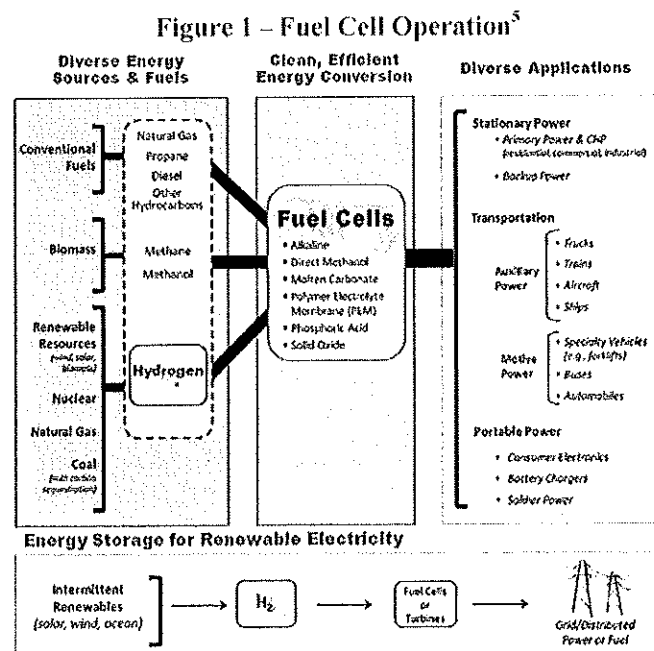 Figure 1 – Fuel Cell Operation⁵
Diverse Energy
Sources & Fuels
Clean, Efficient
Energy Conversion
Diverse Applications
Conventional
Fuels
Biomass
Renewable
Resources
(wind, solar,
biomass)
Nuclear
Natural Gas
Coal
(with carbon
sequestration)
Natural Gas
Propane
Diesel
Other
Hydrocarbons
Methane
Methanol
Hydrogen
Fuel Cells
• Alkaline
• Direct Methanol
• Molten Carbonate
• Polymer Electrolyte
Membrane (PEM)
• Phosphoric Acid
• Solid Oxide
Stationary Power
• Primary Power & CHP
(residential, commercial, industrial)
• Backup Power
Transportation
Auxiliary
Power
• Trucks
• Trains
• Aircraft
• Ships
Motive
Power
• Specialty Vehicles
(e.g., forklifts)
• Buses
• Automobiles
Portable Power
• Consumer Electronics
• Battery Chargers
• Soldier Power
Energy Storage for Renewable Electricity
Intermittent
Renewables
(solar, wind, ocean)
H₂
Fuel Cells
or
Turbines
Grid/Distributed
Power or Fuel